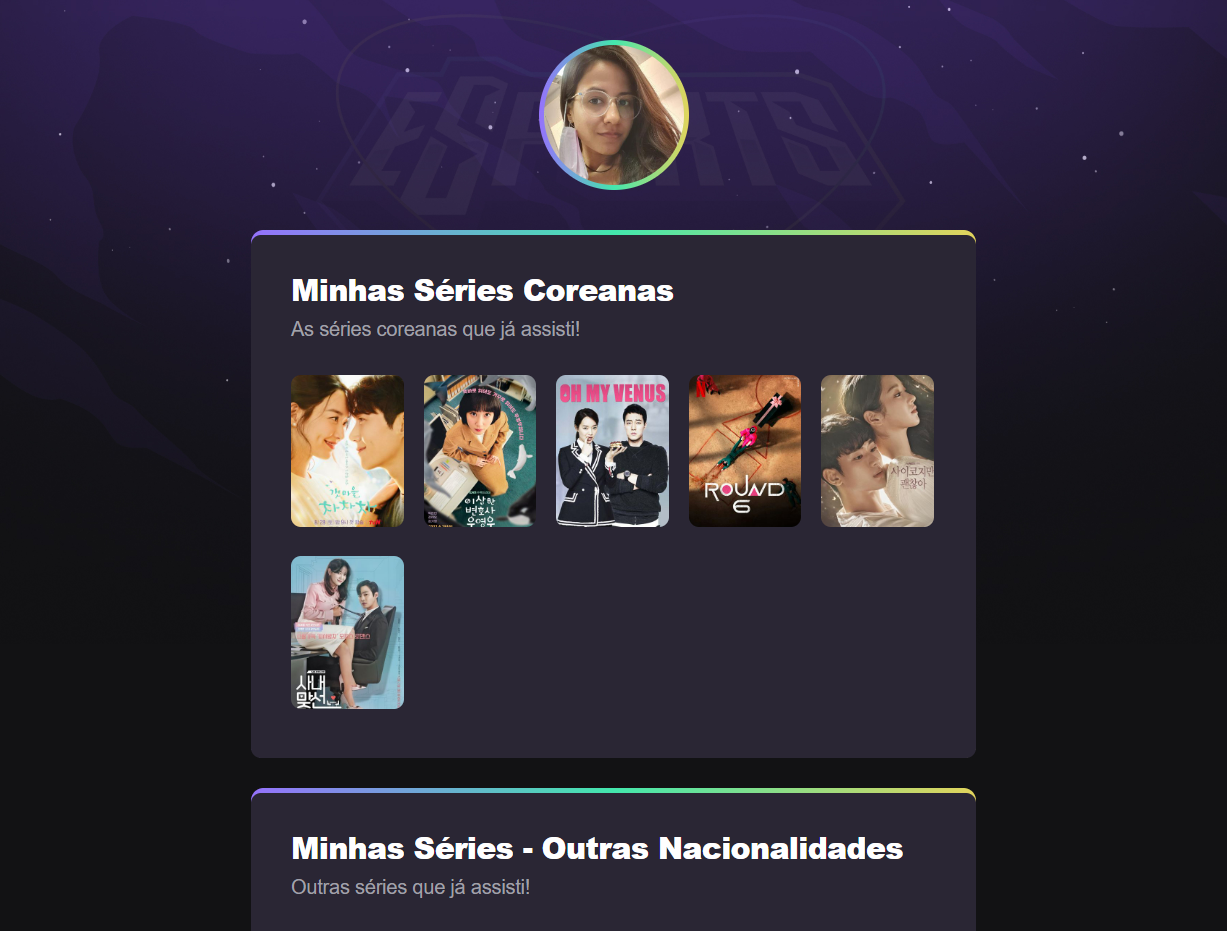 ESPORTS
Minhas Séries Coreanas
As séries coreanas que já assisti!
갯마을
차차차
이상한
변호사
우영우
OH MY VENUS
N
ROUND
6
사이코지만
괜찮아
사내
맞선
Minhas Séries - Outras Nacionalidades
Outras séries que já assisti!